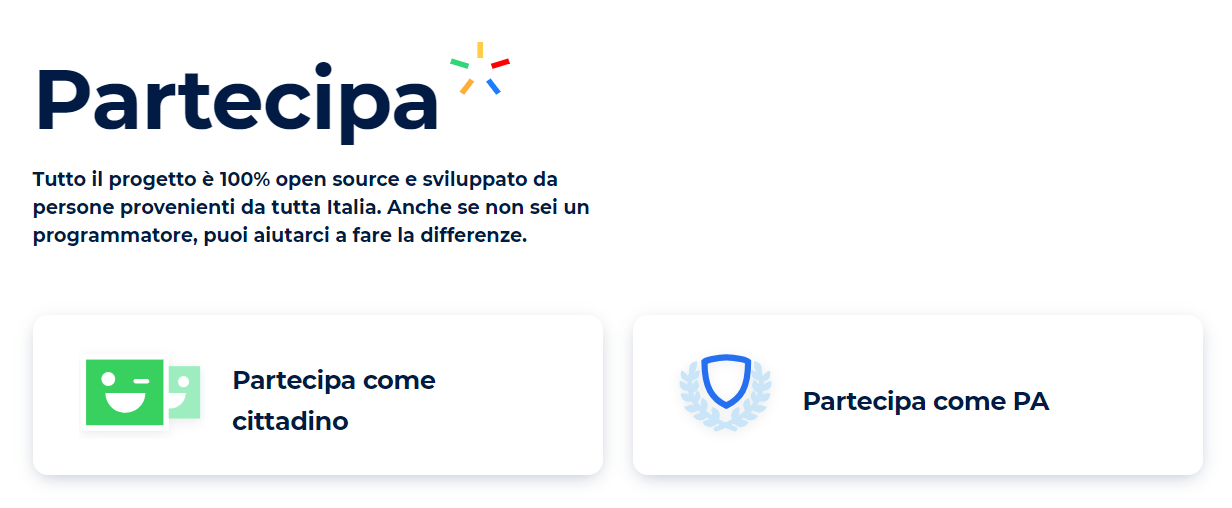 Partecipa
Tutto il progetto è 100% open source e sviluppato da
persone provenienti da tutta Italia. Anche se non sei un
programmatore, puoi aiutarci a fare la differenze.
Partecipa come
cittadino
Partecipa come PA